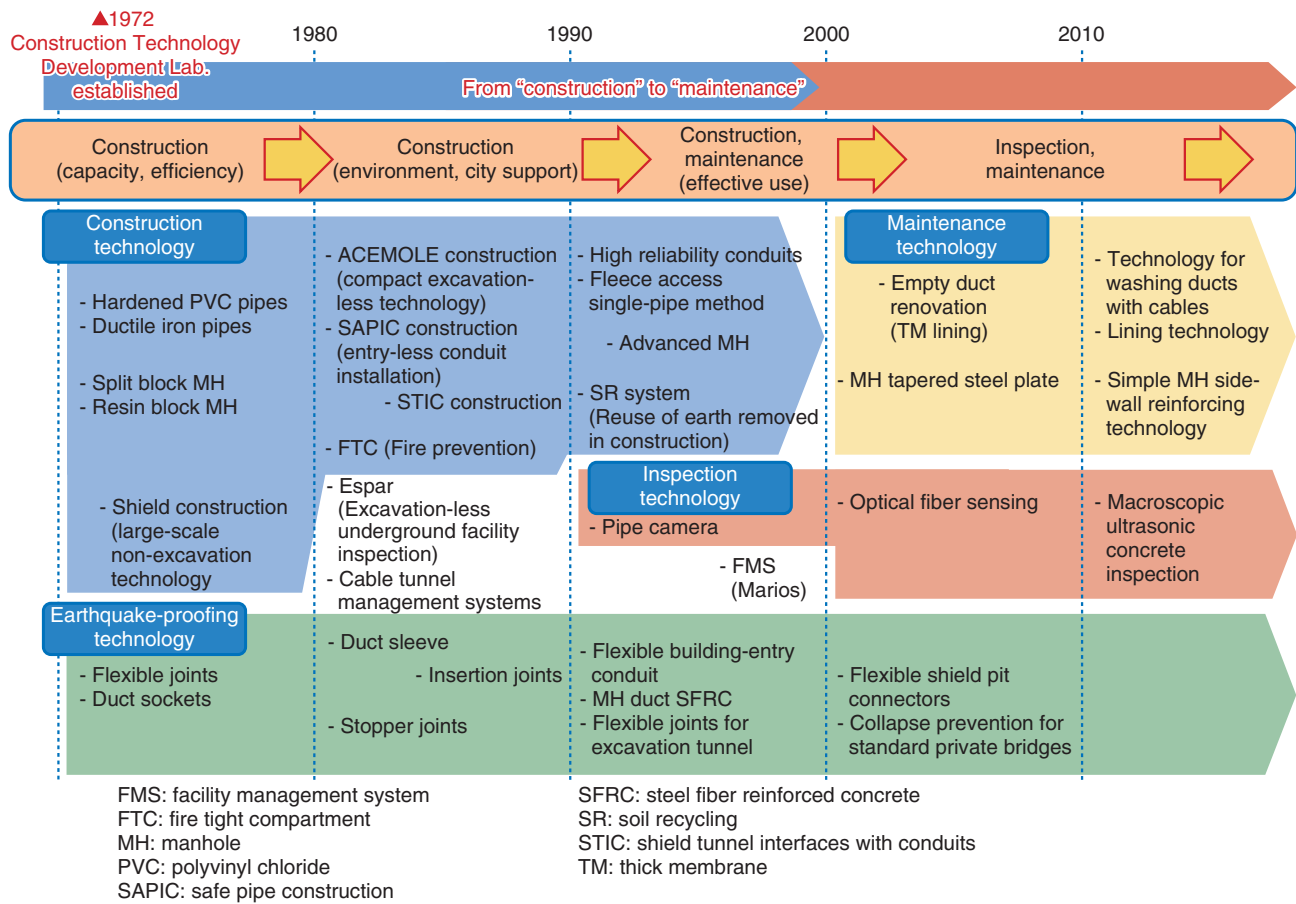 ▲1972
Construction Technology
Development Lab.
established
1980
1990
2000
2010
From “construction” to “maintenance”
Construction
(capacity, efficiency)
Construction
(environment, city support)
Construction,
maintenance
(effective use)
Inspection,
maintenance
Construction
technology
- Hardened PVC pipes
- Ductile iron pipes
- Split block MH
- Resin block MH
- Shield construction
(large-scale
non-excavation
technology
- ACEMOLE construction
(compact excavation-
less technology)
- SAPIC construction
(entry-less conduit
installation)
- STIC construction
- FTC (Fire prevention)
- Espar
(Excavation-less
underground facility
inspection)
- Cable tunnel
management systems
- High reliability conduits
- Fleece access
single-pipe method
- Advanced MH
- SR system
(Reuse of earth removed
in construction)
Maintenance
technology
- Empty duct
renovation
(TM lining)
- MH tapered steel plate
- Technology for
washing ducts
with cables
- Lining technology
- Simple MH side-
wall reinforcing
technology
Inspection
technology
- Pipe camera
- FMS
(Marios)
- Optical fiber sensing
- Macroscopic
ultrasonic
concrete
inspection
Earthquake-proofing
technology
- Flexible joints
- Duct sockets
- Duct sleeve
- Insertion joints
- Stopper joints
- Flexible building-entry
conduit
- MH duct SFRC
- Flexible joints for
excavation tunnel
- Flexible shield pit
connectors
- Collapse prevention for
standard private bridges
FMS: facility management system
FTC: fire tight compartment
MH: manhole
PVC: polyvinyl chloride
SAPIC: safe pipe construction
SFRC: steel fiber reinforced concrete
SR: soil recycling
STIC: shield tunnel interfaces with conduits
TM: thick membrane